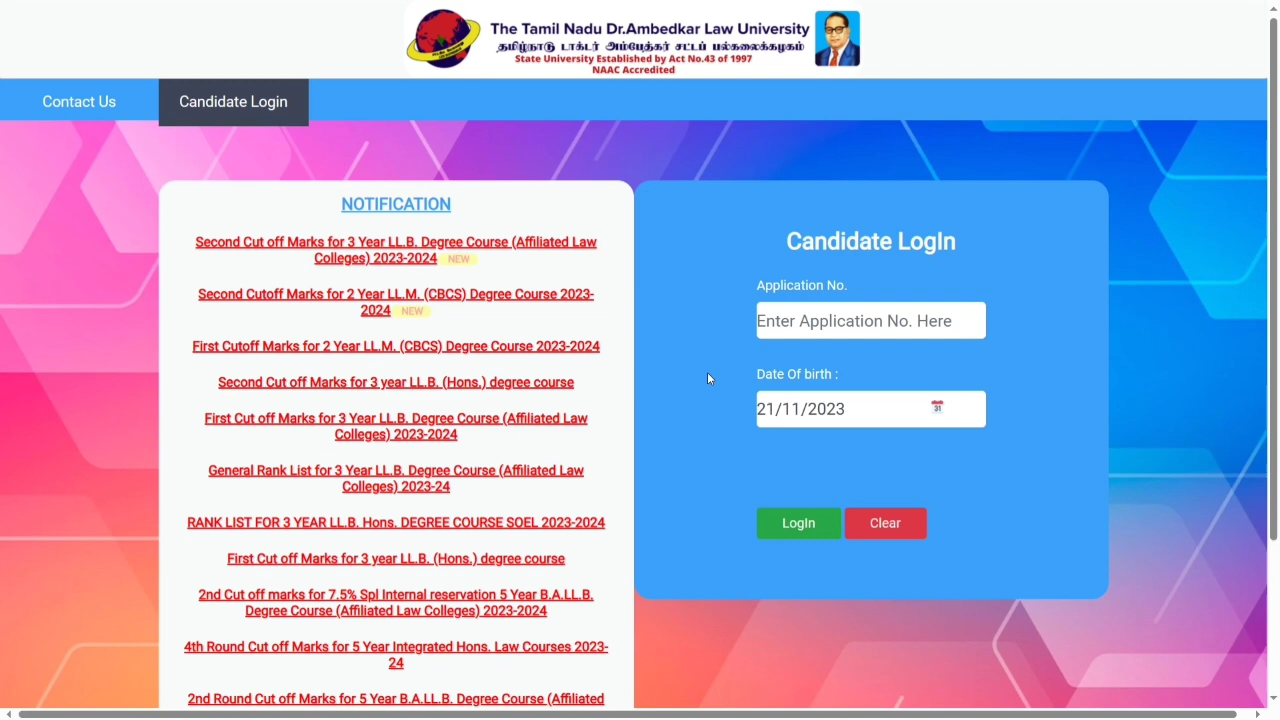 The Tamil Nadu Dr.Ambedkar Law University
தமிழ்நாடு டாக்டர் அம்பேத்கர் சட்டப் பல்கலைக்கழகம்
State University Established by Act No.43 of 1997
NAAC Accredited
Contact Us
Candidate Login
NOTIFICATION
Second Cut off Marks for 3 Year LL.B. Degree Course (Affiliated Law
Colleges) 2023-2024 NEW
Second Cutoff Marks for 2 Year LL.M. (CBCS) Degree Course 2023-
2024 NEW
First Cutoff Marks for 2 Year LL.M. (CBCS) Degree Course 2023-2024
Second Cut off Marks for 3 year LL.B. (Hons.) degree course
First Cut off Marks for 3 Year LL.B. Degree Course (Affiliated Law
Colleges) 2023-2024
General Rank List for 3 Year LL.B. Degree Course (Affiliated Law
Colleges) 2023-24
RANK LIST FOR 3 YEAR LL.B. Hons. DEGREE COURSE SOEL 2023-2024
First Cut off Marks for 3 year LL.B. (Hons.) degree course
2nd Cut off marks for 7.5% Spl Internal reservation 5 Year B.A.LL.B.
Degree Course (Affiliated Law Colleges) 2023-2024
4th Round Cut off Marks for 5 Year Integrated Hons. Law Courses 2023-
24
2nd Round Cut off Marks for 5 Year B.A.LL.B. Degree Course (Affiliated
Candidate LogIn
Application No.
Enter Application No. Here
Date Of birth :
21/11/2023
LogIn
Clear